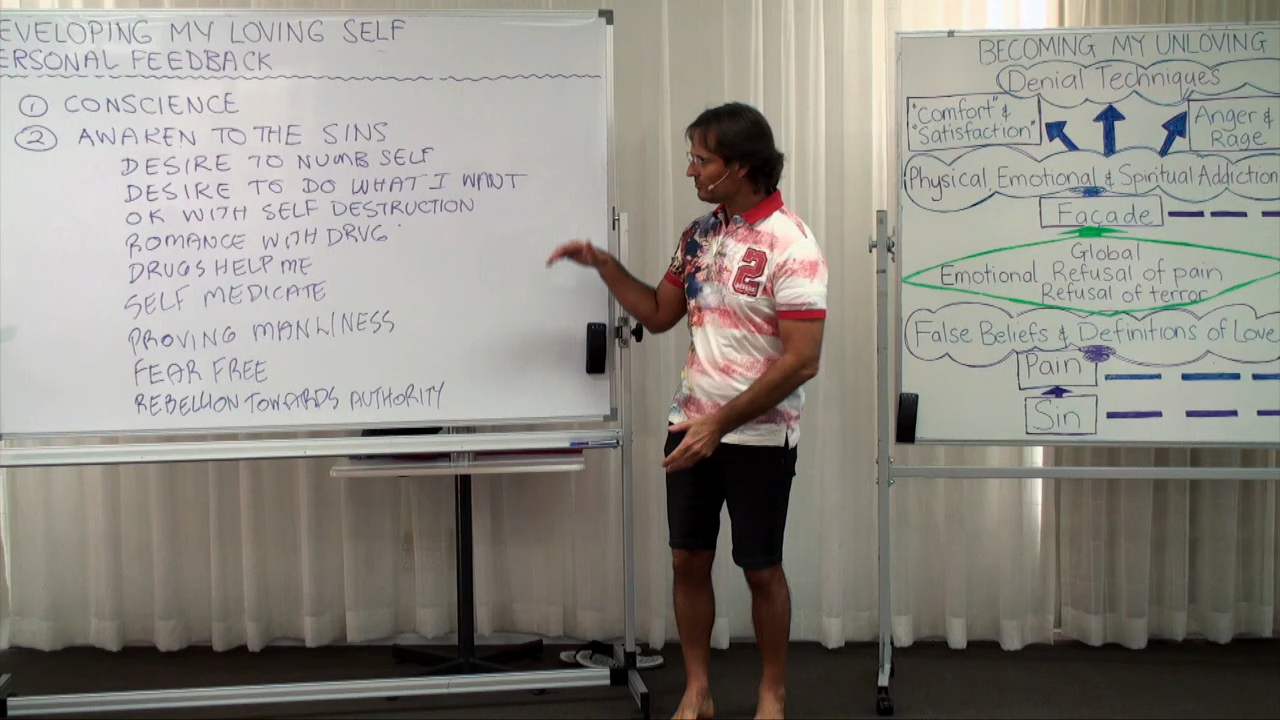 EVELOPING MY LOVING SELF
ERSONAL FEEDBACK
1 CONSCIENCE
2 AWAKEN TO THE SINS
DESIRE TO NUMB SELF
DESIRE TO DO WHAT I WANT
OK WITH SELF DESTRUCTION
ROMANCE WITH DRUG
DRUGS HELP ME
SELF MEDICATE
PROVING MANLINESS
FEAR FREE
REBELLION TOWARDS AUTHORITY
2
BECOMING MY UNLOVING
Denial Techniques
"Comfort" &
"Satisfaction"
Anger &
Rage
Physical Emotional & Spiritual Addiction
Façade
Global
Emotional Refusal of pain
Refusal of terror
False Beliefs & Definitions of Love
Pain
Sin